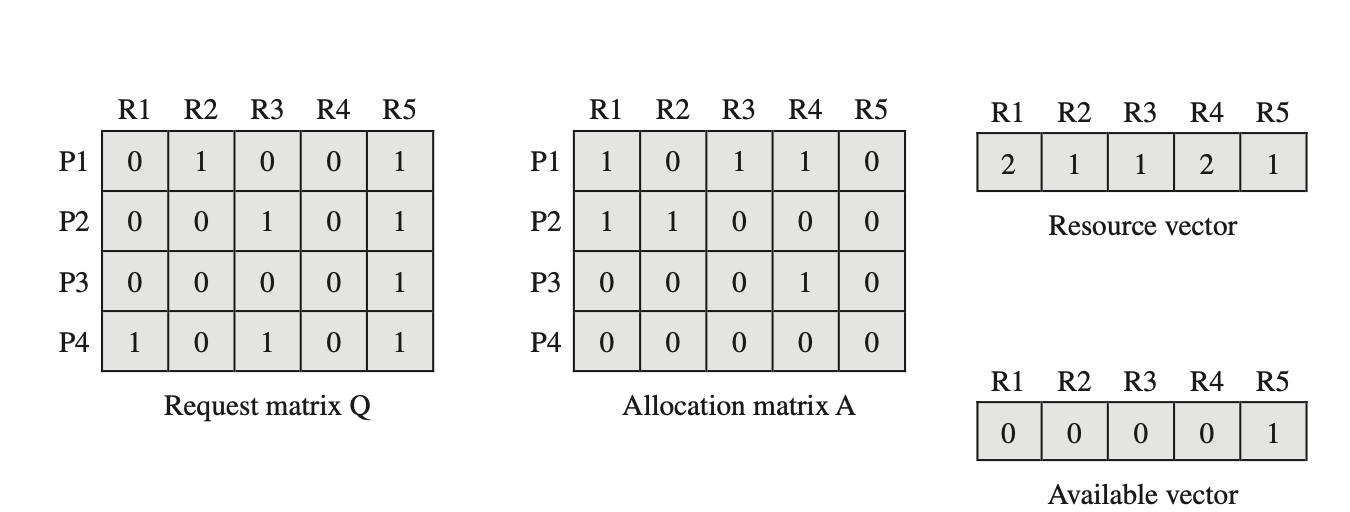 R1 R2 R3 R4 R5
P1 0 1 0 0 1
P2 0 0 1 0 1
P3 0 0 0 0 1
P4 1 0 1 0 1
Request matrix Q
R1 R2 R3 R4 R5
P1 1 0 1 1 0
P2 1 1 0 0 0
P3 0 0 0 1 0
P4 0 0 0 0 0
Allocation matrix A
R1 R2 R3 R4 R5
2 1 1 2 1
Resource vector
R1 R2 R3 R4 R5
0 0 0 0 1
Available vector